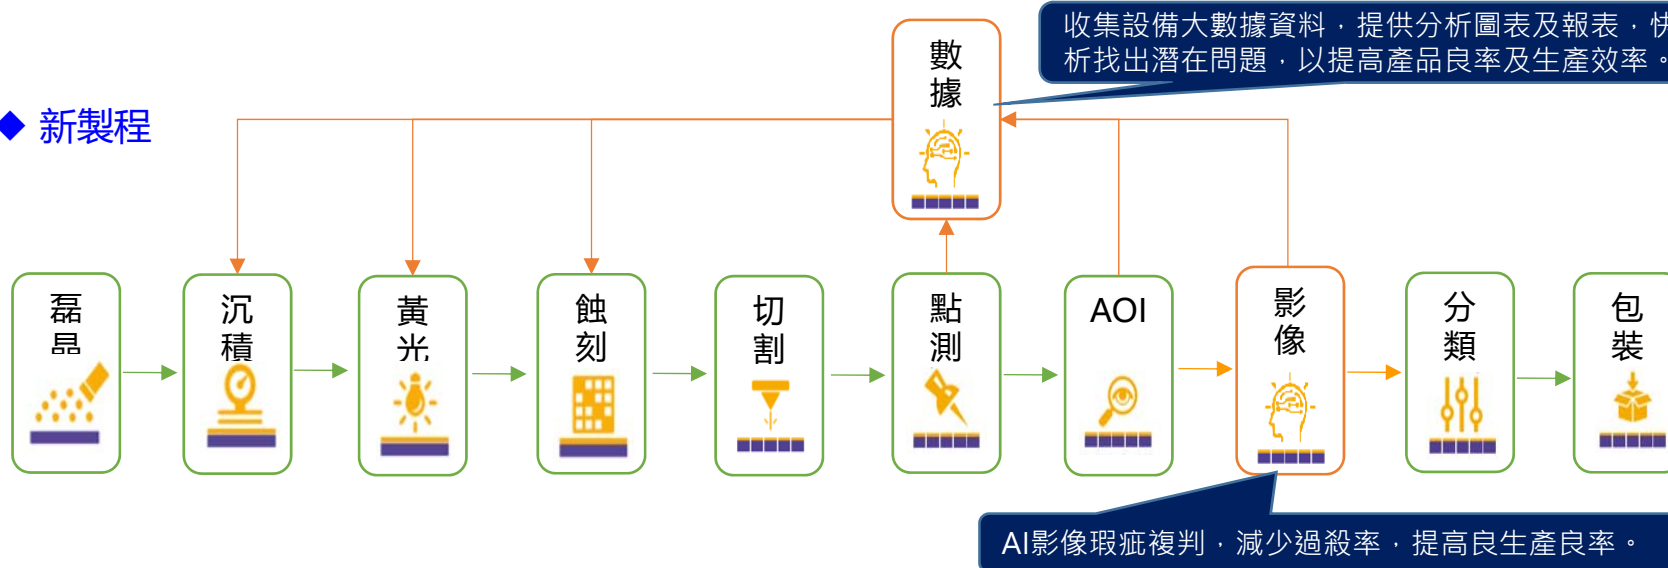 收集設備大數據資料，提供分析圖表及報表，快
析找出潛在問題，以提高產品良率及生產效率。
數據
◆ 新製程
磊晶
沉積
黃光
蝕刻
切割
點測
AOI
影像
分類
包裝
AI影像瑕疵複判，減少過殺率，提高良生產良率。